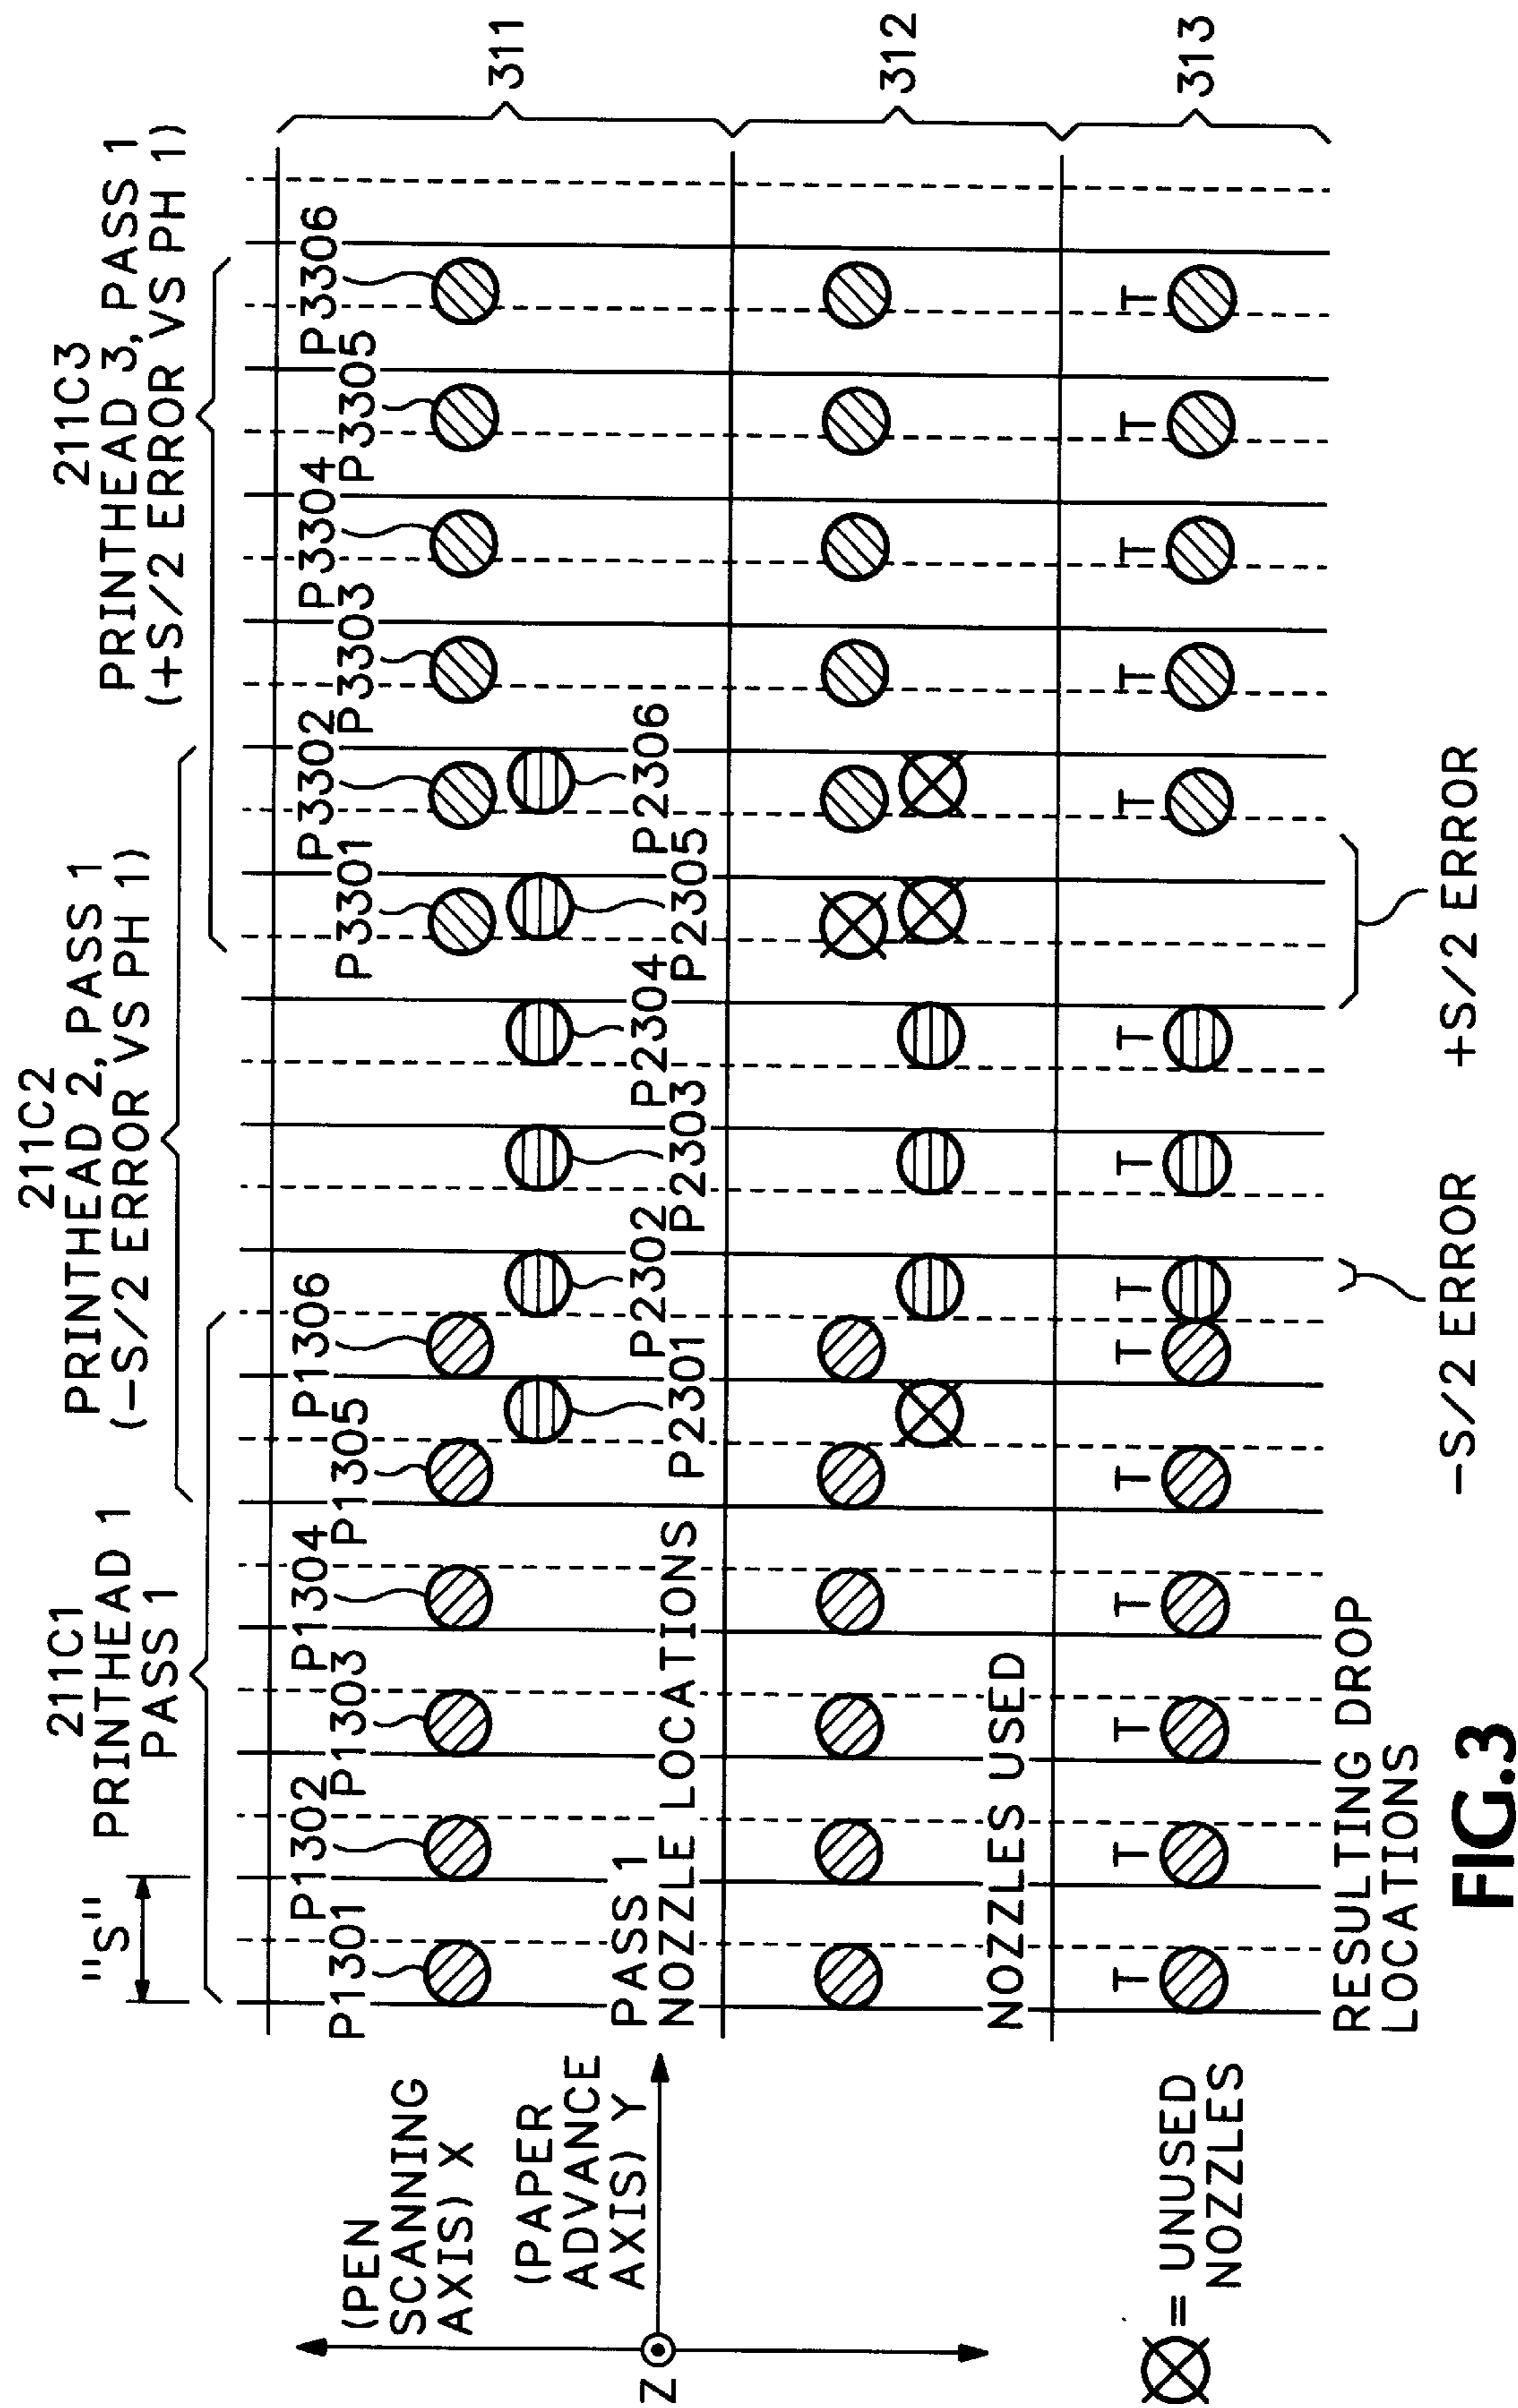 211C1
PRINTHEAD 1
PASS 1
211C2
PRINTHEAD 2, PASS 1
(−S/2 ERROR VS PH 1)
211C3
PRINTHEAD 3, PASS 1
(+S/2 ERROR VS PH 1)
"S"
P1301
P1302
P1303
P1304
P1305
P1306
P3301
P3302
P3303
P3304
P3305
P3306
311
P2301
P2302
P2303
P2304
P2305
P2306
PASS 1
NOZZLE LOCATIONS
312
NOZZLES USED
313
T T T T T T T T T T T T T T
RESULTING DROP
LOCATIONS
−S/2 ERROR
+S/2 ERROR
(PEN
SCANNING
AXIS) X
(PAPER
ADVANCE
AXIS) Y
Z
= UNUSED
NOZZLES
FIG.3